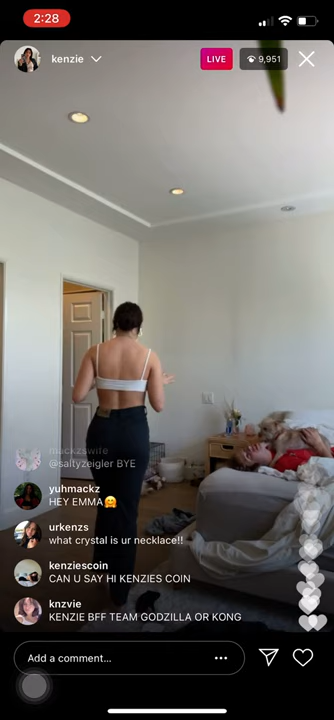 2:28
kenzie
LIVE
9,951
mackzswife
@saltyzeigler BYE
yuhmackz
HEY EMMA🤗
urkenzs
what crystal is ur necklace!!
kenziescoin
CAN U SAY HI KENZIES COIN
knzvie
KENZIE BFF TEAM GODZILLA OR KONG
Add a comment...